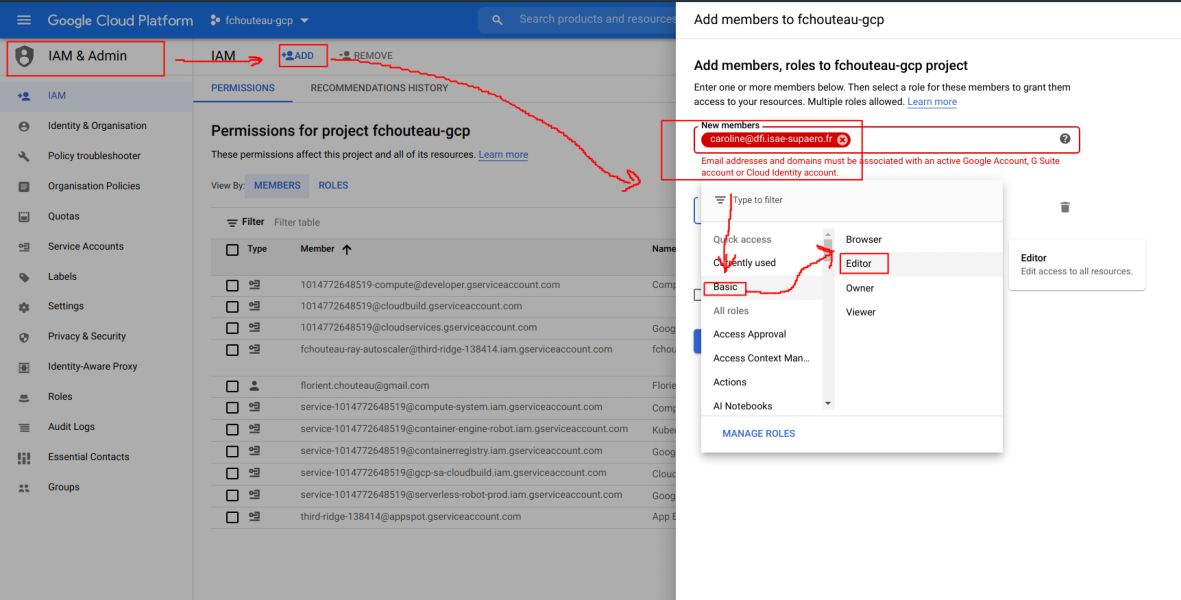 Google Cloud Platform
fchouteau-gcp
Search products and resources
IAM & Admin
IAM
Identity & Organisation
Policy troubleshooter
Organisation Policies
Quotas
Service Accounts
Labels
Settings
Privacy & Security
Identity-Aware Proxy
Roles
Audit Logs
Essential Contacts
Groups
IAM
ADD
REMOVE
PERMISSIONS
RECOMMENDATIONS HISTORY
Permissions for project fchouteau-gcp
These permissions affect this project and all of its resources. Learn more
View By: MEMBERS ROLES
Filter Filter table
Type Member Name
1014772648519-compute@developer.gserviceaccount.com Comp
1014772648519@cloudbuild.gserviceaccount.com
1014772648519@cloudservices.gserviceaccount.com Goog
fchouteau-ray-autoscaler@third-ridge-138414.iam.gserviceaccount.com fchou
florient.chouteau@gmail.com Florie
service-1014772648519@compute-system.iam.gserviceaccount.com Comp
service-1014772648519@container-engine-robot.iam.gserviceaccount.com Kube
service-1014772648519@containerregistry.iam.gserviceaccount.com Goog
service-1014772648519@gcp-sa-cloudbuild.iam.gserviceaccount.com Cloud
service-1014772648519@serverless-robot-prod.iam.gserviceaccount.com Goog
third-ridge-138414@appspot.gserviceaccount.com App E
Add members to fchouteau-gcp
Add members, roles to fchouteau-gcp project
Enter one or more members below. Then select a role for these members to grant them
access to your resources. Multiple roles allowed. Learn more
New members
caroline@dfi.isae-supaero.fr
Email addresses and domains must be associated with an active Google Account, G Suite
account or Cloud Identity account.
Type to filter
Quick access
Currently used
Basic
All roles
Access Approval
Access Context Man...
Actions
AI Notebooks
Browser
Editor
Owner
Viewer
MANAGE ROLES
Editor
Edit access to all resources.